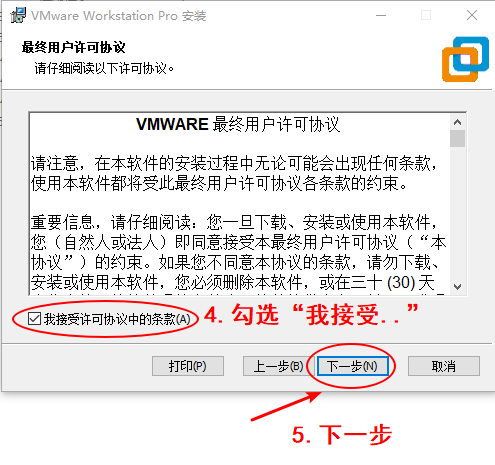 VMware Workstation Pro 安装
最终用户许可协议
请仔细阅读以下许可协议。
VMWARE 最终用户许可协议
请注意，在本软件的安装过程中无论可能会出现任何条款，
使用本软件都将受此最终用户许可协议各条款的约束。
重要信息，请仔细阅读：您一旦下载、安装或使用本软件，
您（自然人或法人）即同意接受本最终用户许可协议（“本
协议”）的约束。如果您不同意本协议的条款，请勿下载、
安装或使用本软件，您必须删除本软件，或在三十 (30) 天
我接受许可协议中的条款(A)
4. 勾选“我接受..”
打印(P)
上一步(B)
下一步(N)
取消
5. 下一步